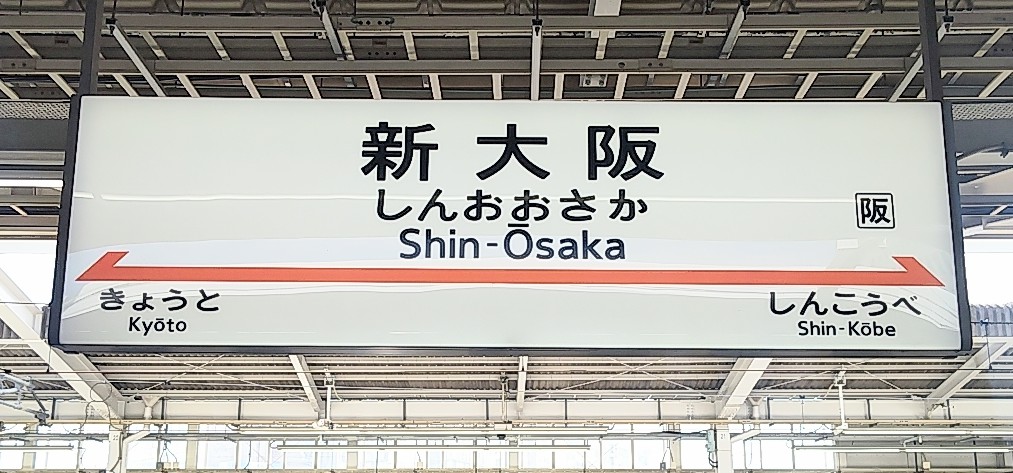 新大阪
しんおおさか
Shin-Ōsaka
阪
きょうと
Kyōto
しんこうべ
Shin-Kōbe